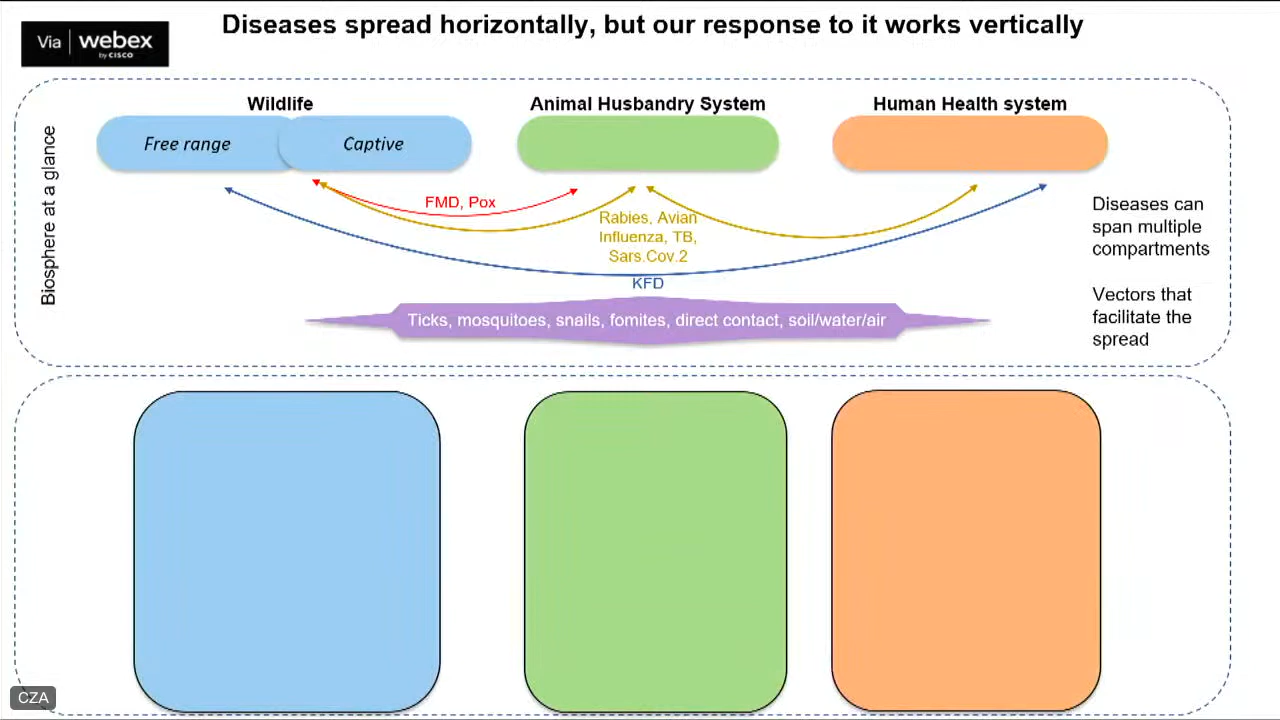 Diseases spread horizontally, but our response to it works vertically
Via webex
by CISCO
Wildlife
Animal Husbandry System
Human Health system
Biosphere at a glance
Free range
Captive
FMD, Pox
Rabies, Avian
Influenza, TB,
Sars.Cov.2
KFD
Ticks, mosquitoes, snails, fomites, direct contact, soil/water/air
Diseases can
span multiple
compartments
Vectors that
facilitate the
spread
CZA